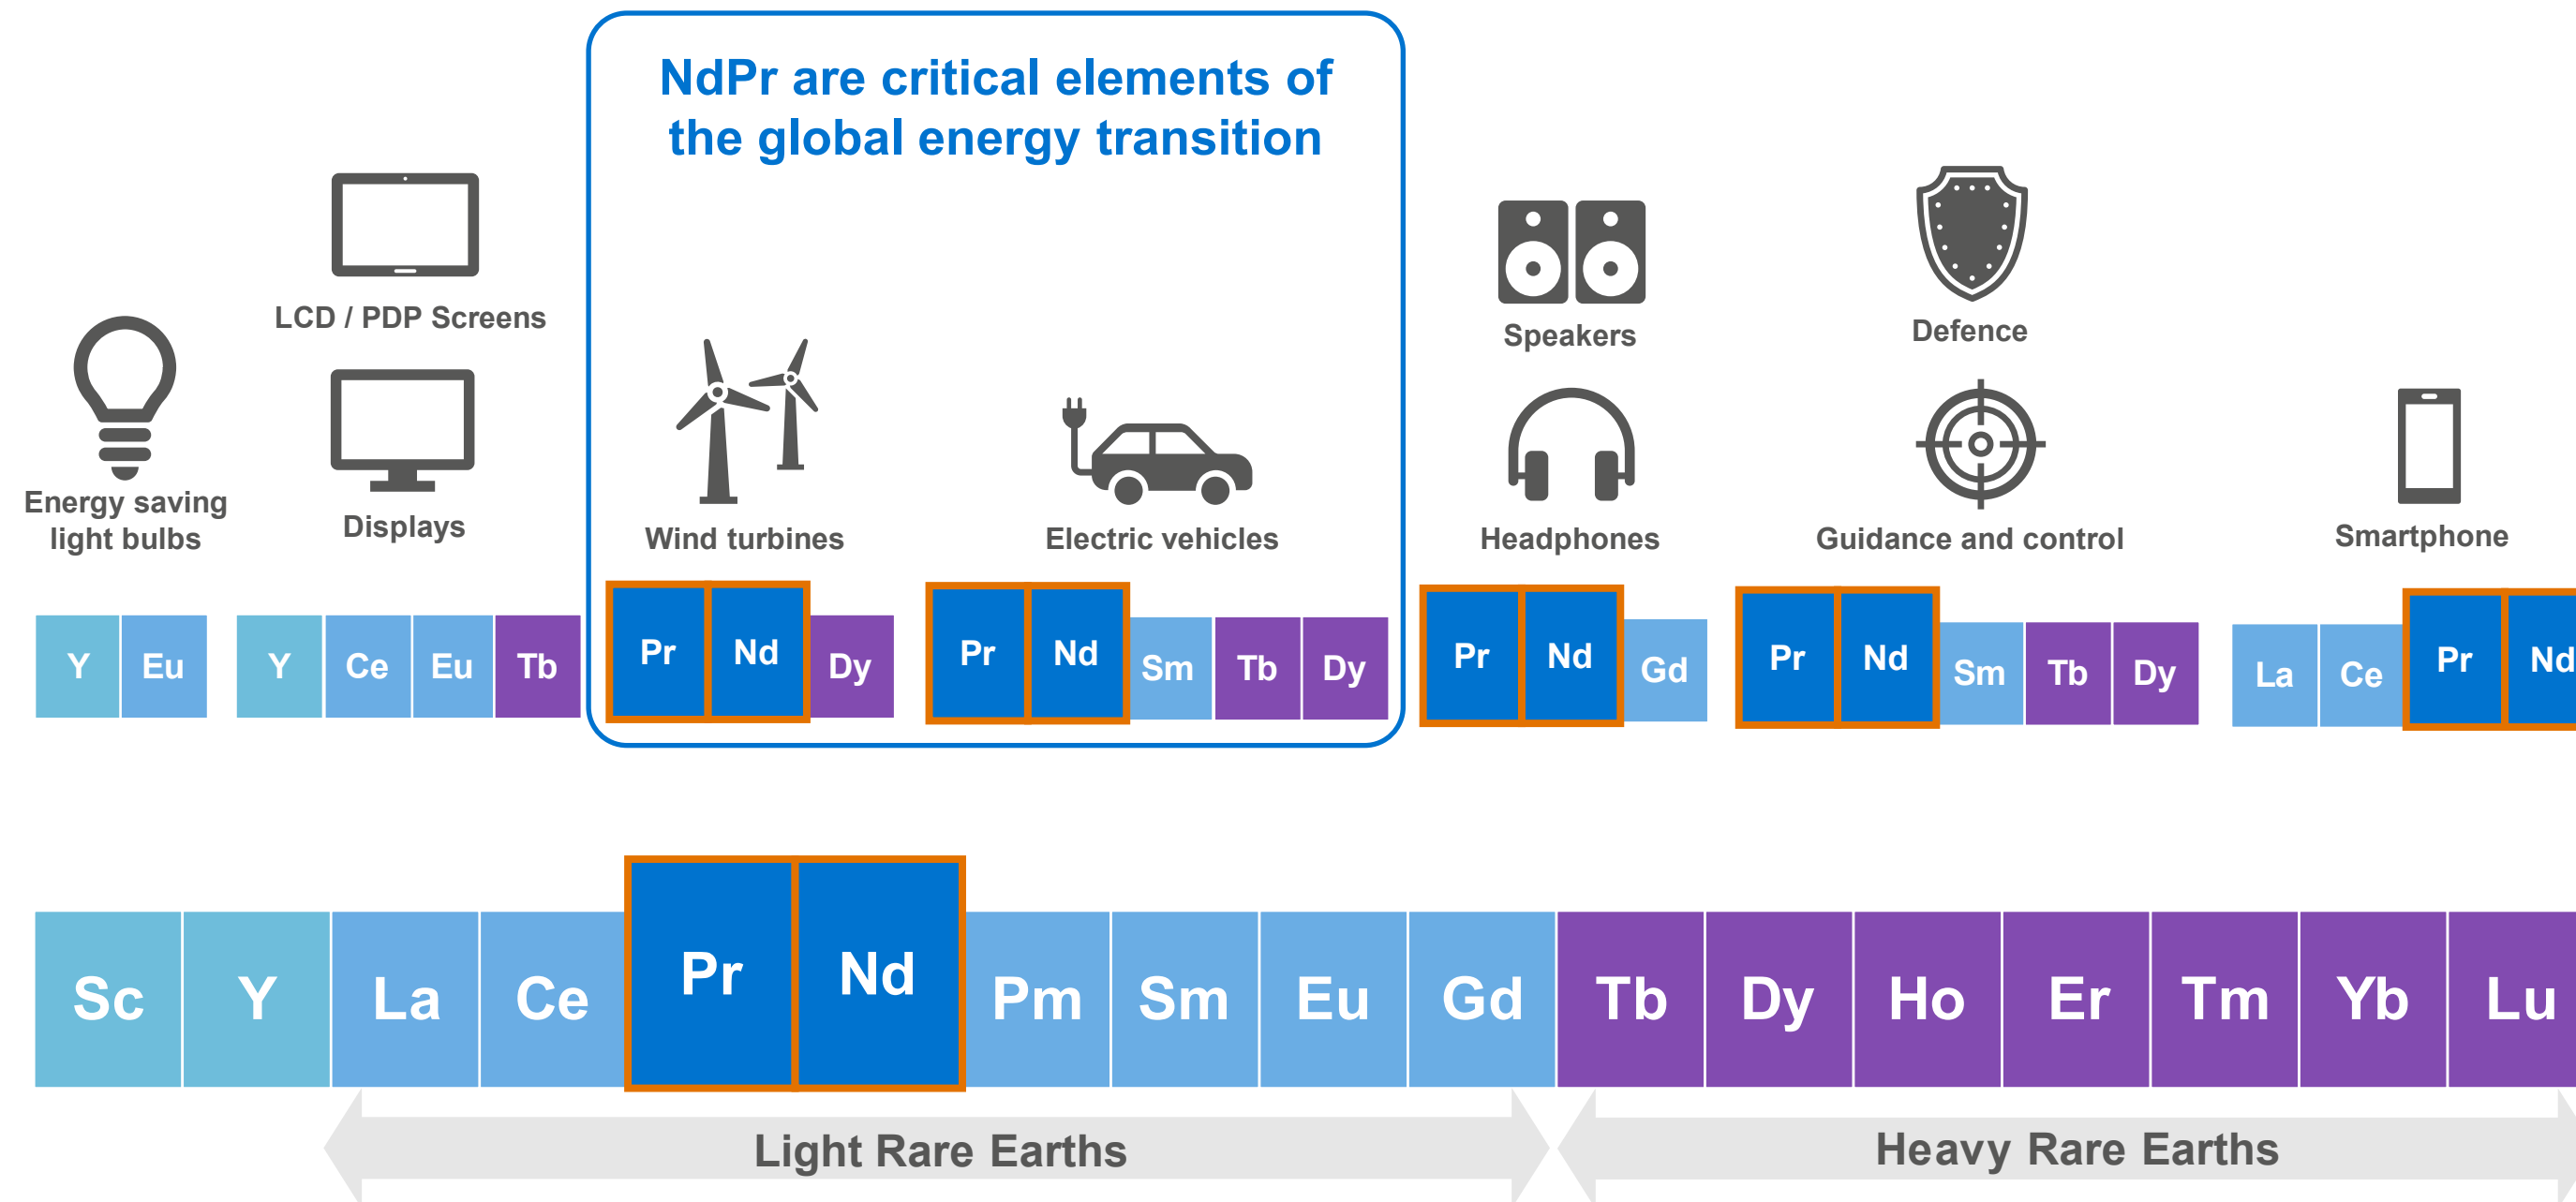 NdPr are critical elements of
the global energy transition
LCD / PDP Screens
Speakers
Defence
Energy saving
light bulbs
Displays
Wind turbines
Electric vehicles
Headphones
Guidance and control
Smartphone
Y Eu
Y Ce Eu Tb
Pr Nd Dy
Pr Nd Sm Tb Dy
Pr Nd Gd
Pr Nd Sm Tb Dy
La Ce Pr Nd
Sc Y La Ce Pr Nd Pm Sm Eu Gd Tb Dy Ho Er Tm Yb Lu
Light Rare Earths
Heavy Rare Earths